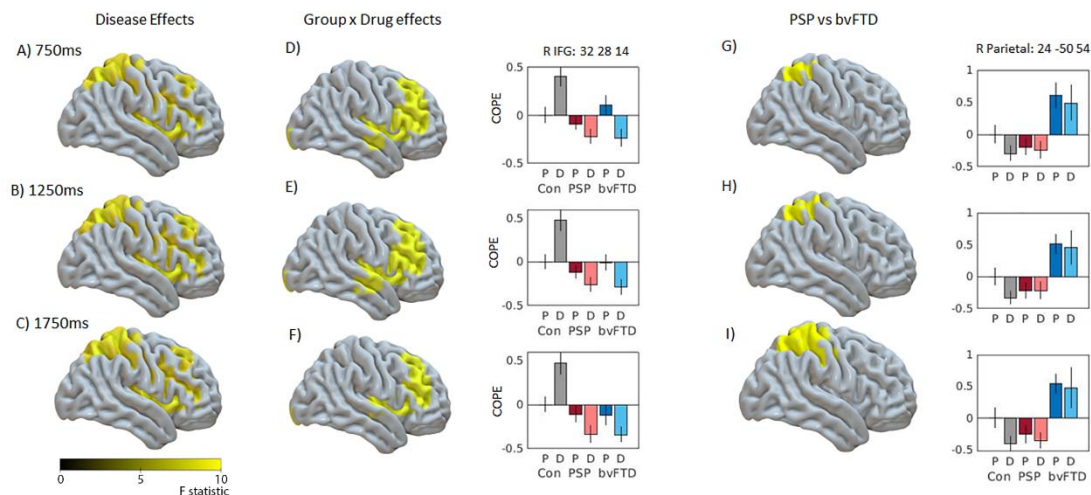 Disease Effects
Group x Drug effects
PSP vs bvFTD
A) 750ms
D)
R IFG: 32 28 14
0.5
COPE
0
-0.5
P D P D P D
Con PSP bvFTD
G)
R Parietal: 24 -50 54
1
0.5
0
-0.5
P D P D P D
B) 1250ms
E)
0.5
COPE
0
-0.5
P D P D P D
Con PSP bvFTD
H)
1
0.5
0
-0.5
P D P D P D
C) 1750ms
F)
0.5
COPE
0
-0.5
P D P D P D
Con PSP bvFTD
I)
1
0.5
0
-0.5
P D P D P D
Con PSP bvFTD
0 5 10
F statistic